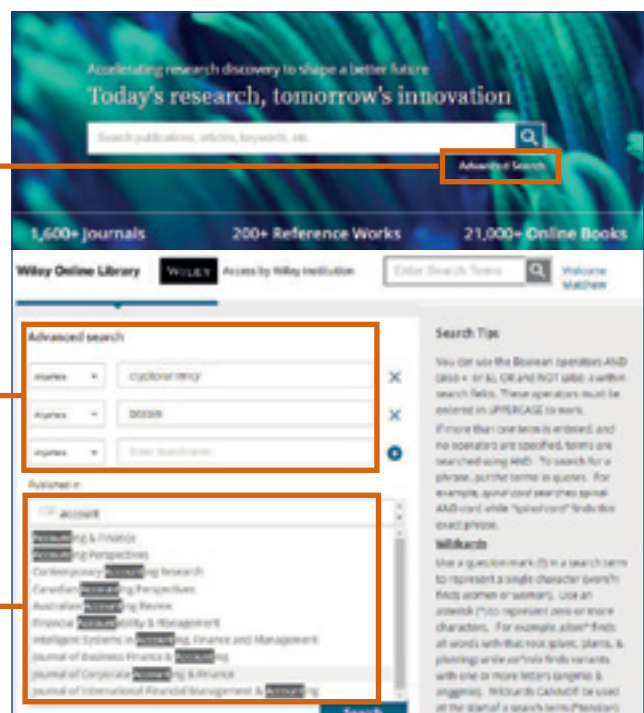 Accelerating research discovery to shape a better future
Today's research, tomorrow's innovation
Search publications, articles, keywords, etc.
Advanced Search
1,600+ Journals 200+ Reference Works 21,000+ Online Books
Wiley Online Library WILEY Access by Wiley Institution Enter Search Terms Welcome
Matthew
Advanced search
Anywhere cryptocurrency
Anywhere bitcoin
Anywhere Enter Search term
Published in
account
Accounting & Finance
Accounting Perspectives
Contemporary Accounting Research
Canadian Accounting Perspectives
Australian Accounting Review
Financial Accountability & Management
Intelligent Systems in Accounting, Finance and Management
Journal of Business Finance & Accounting
Journal of Corporate Accounting & Finance
Journal of International Financial Management & Accounting
Search
Search Tips
You can use the Boolean operators AND
(also + or &), OR and NOT (also -) within
search fields. These operators must be
entered in UPPERCASE to work.
If more than one term is entered, and
no operators are specified, terms are
searched using AND. To search for a
phrase, put the terms in quotes. For
example, spinal cord searches spinal
AND cord while "spinal cord" finds this
exact phrase.
Wildcards
Use a question mark (?) in a search term
to represent a single character (wom?n
finds women or woman). Use an
asterisk (*) to represent zero or more
characters. For example, plant* finds
all words with that root (plant, plants, &
planting) while an*mia finds variants
with one or more letters (
). Wildcards CANNOT be used
at the start of a search term (*tension)